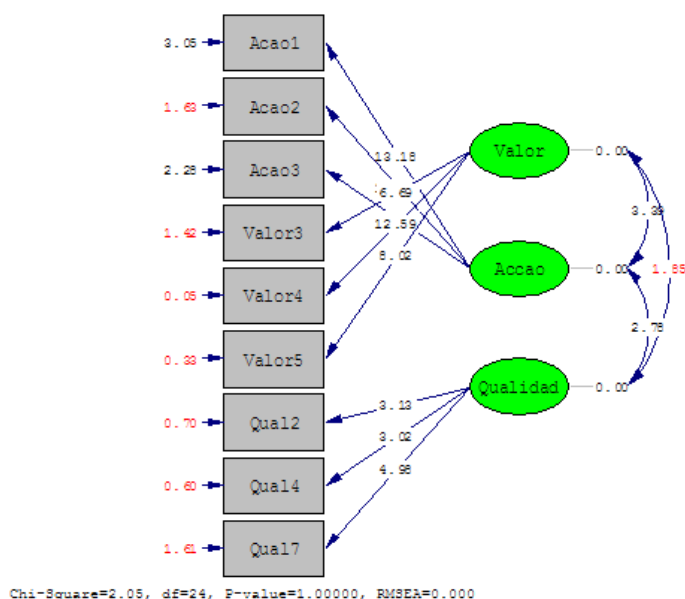 3.05
Acao1
1.63
Acao2
2.28
Acao3
1.42
Valor3
0.05
Valor4
0.33
Valor5
0.70
Qual2
0.60
Qual4
1.61
Qual7
13.18
6.69
12.59
8.02
3.13
3.02
4.98
Valor
0.00
Accao
0.00
Qualidad
0.00
3.39
1.85
2.78
Chi-Square=2.05, df=24, P-value=1.00000, RMSEA=0.000